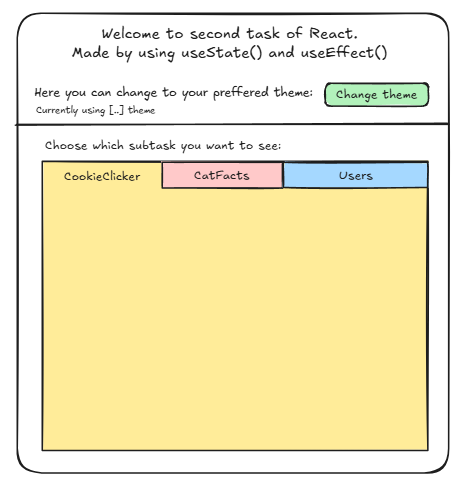 Welcome to second task of React.
Made by using useState() and useEffect()
Here you can change to your preffered theme:
Change theme
Currently using [..] theme
Choose which subtask you want to see:
CookieClicker
CatFacts
Users